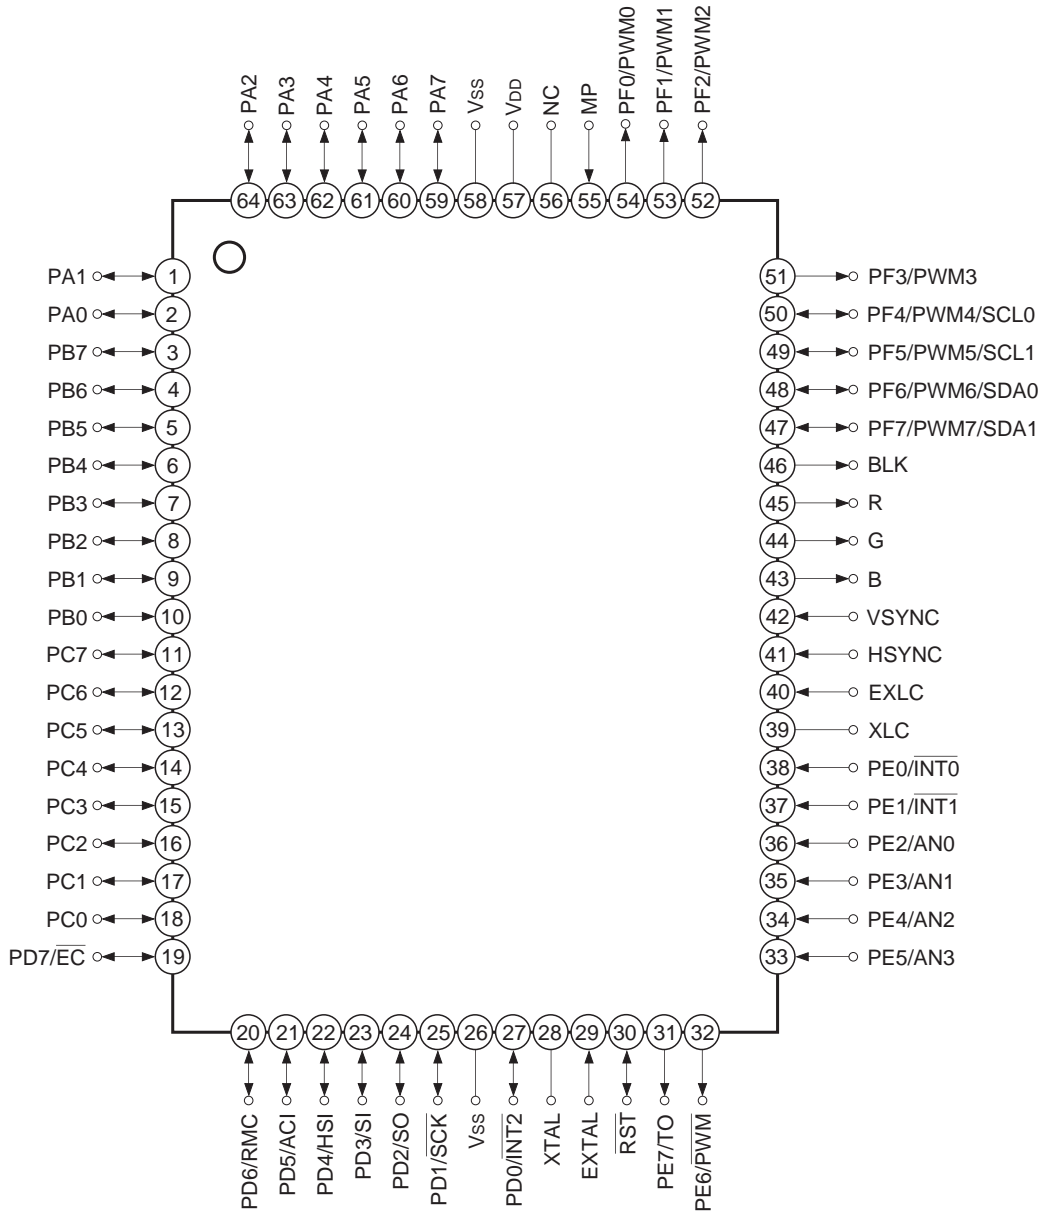 PA2
PA3
PA4
PA5
PA6
PA7
Vss
VDD
NC
MP
PF0/PWM0
PF1/PWM1
PF2/PWM2
64
63
62
61
60
59
58
57
56
55
54
53
52
PA1 1
PA0 2
PB7 3
PB6 4
PB5 5
PB4 6
PB3 7
PB2 8
PB1 9
PB0 10
PC7 11
PC6 12
PC5 13
PC4 14
PC3 15
PC2 16
PC1 17
PC0 18
PD7/E̅C̅ 19
51 PF3/PWM3
50 PF4/PWM4/SCL0
49 PF5/PWM5/SCL1
48 PF6/PWM6/SDA0
47 PF7/PWM7/SDA1
46 BLK
45 R
44 G
43 B
42 VSYNC
41 HSYNC
40 EXLC
39 XLC
38 PE0/I̅N̅T̅0̅
37 PE1/I̅N̅T̅1̅
36 PE2/AN0
35 PE3/AN1
34 PE4/AN2
33 PE5/AN3
20
21
22
23
24
25
26
27
28
29
30
31
32
PD6/RMC
PD5/ACI
PD4/HSI
PD3/SI
PD2/SO
PD1/S̅C̅K̅
Vss
PD0/I̅N̅T̅2̅
XTAL
EXTAL
R̅S̅T̅
PE7/TO
PE6/P̅W̅M̅